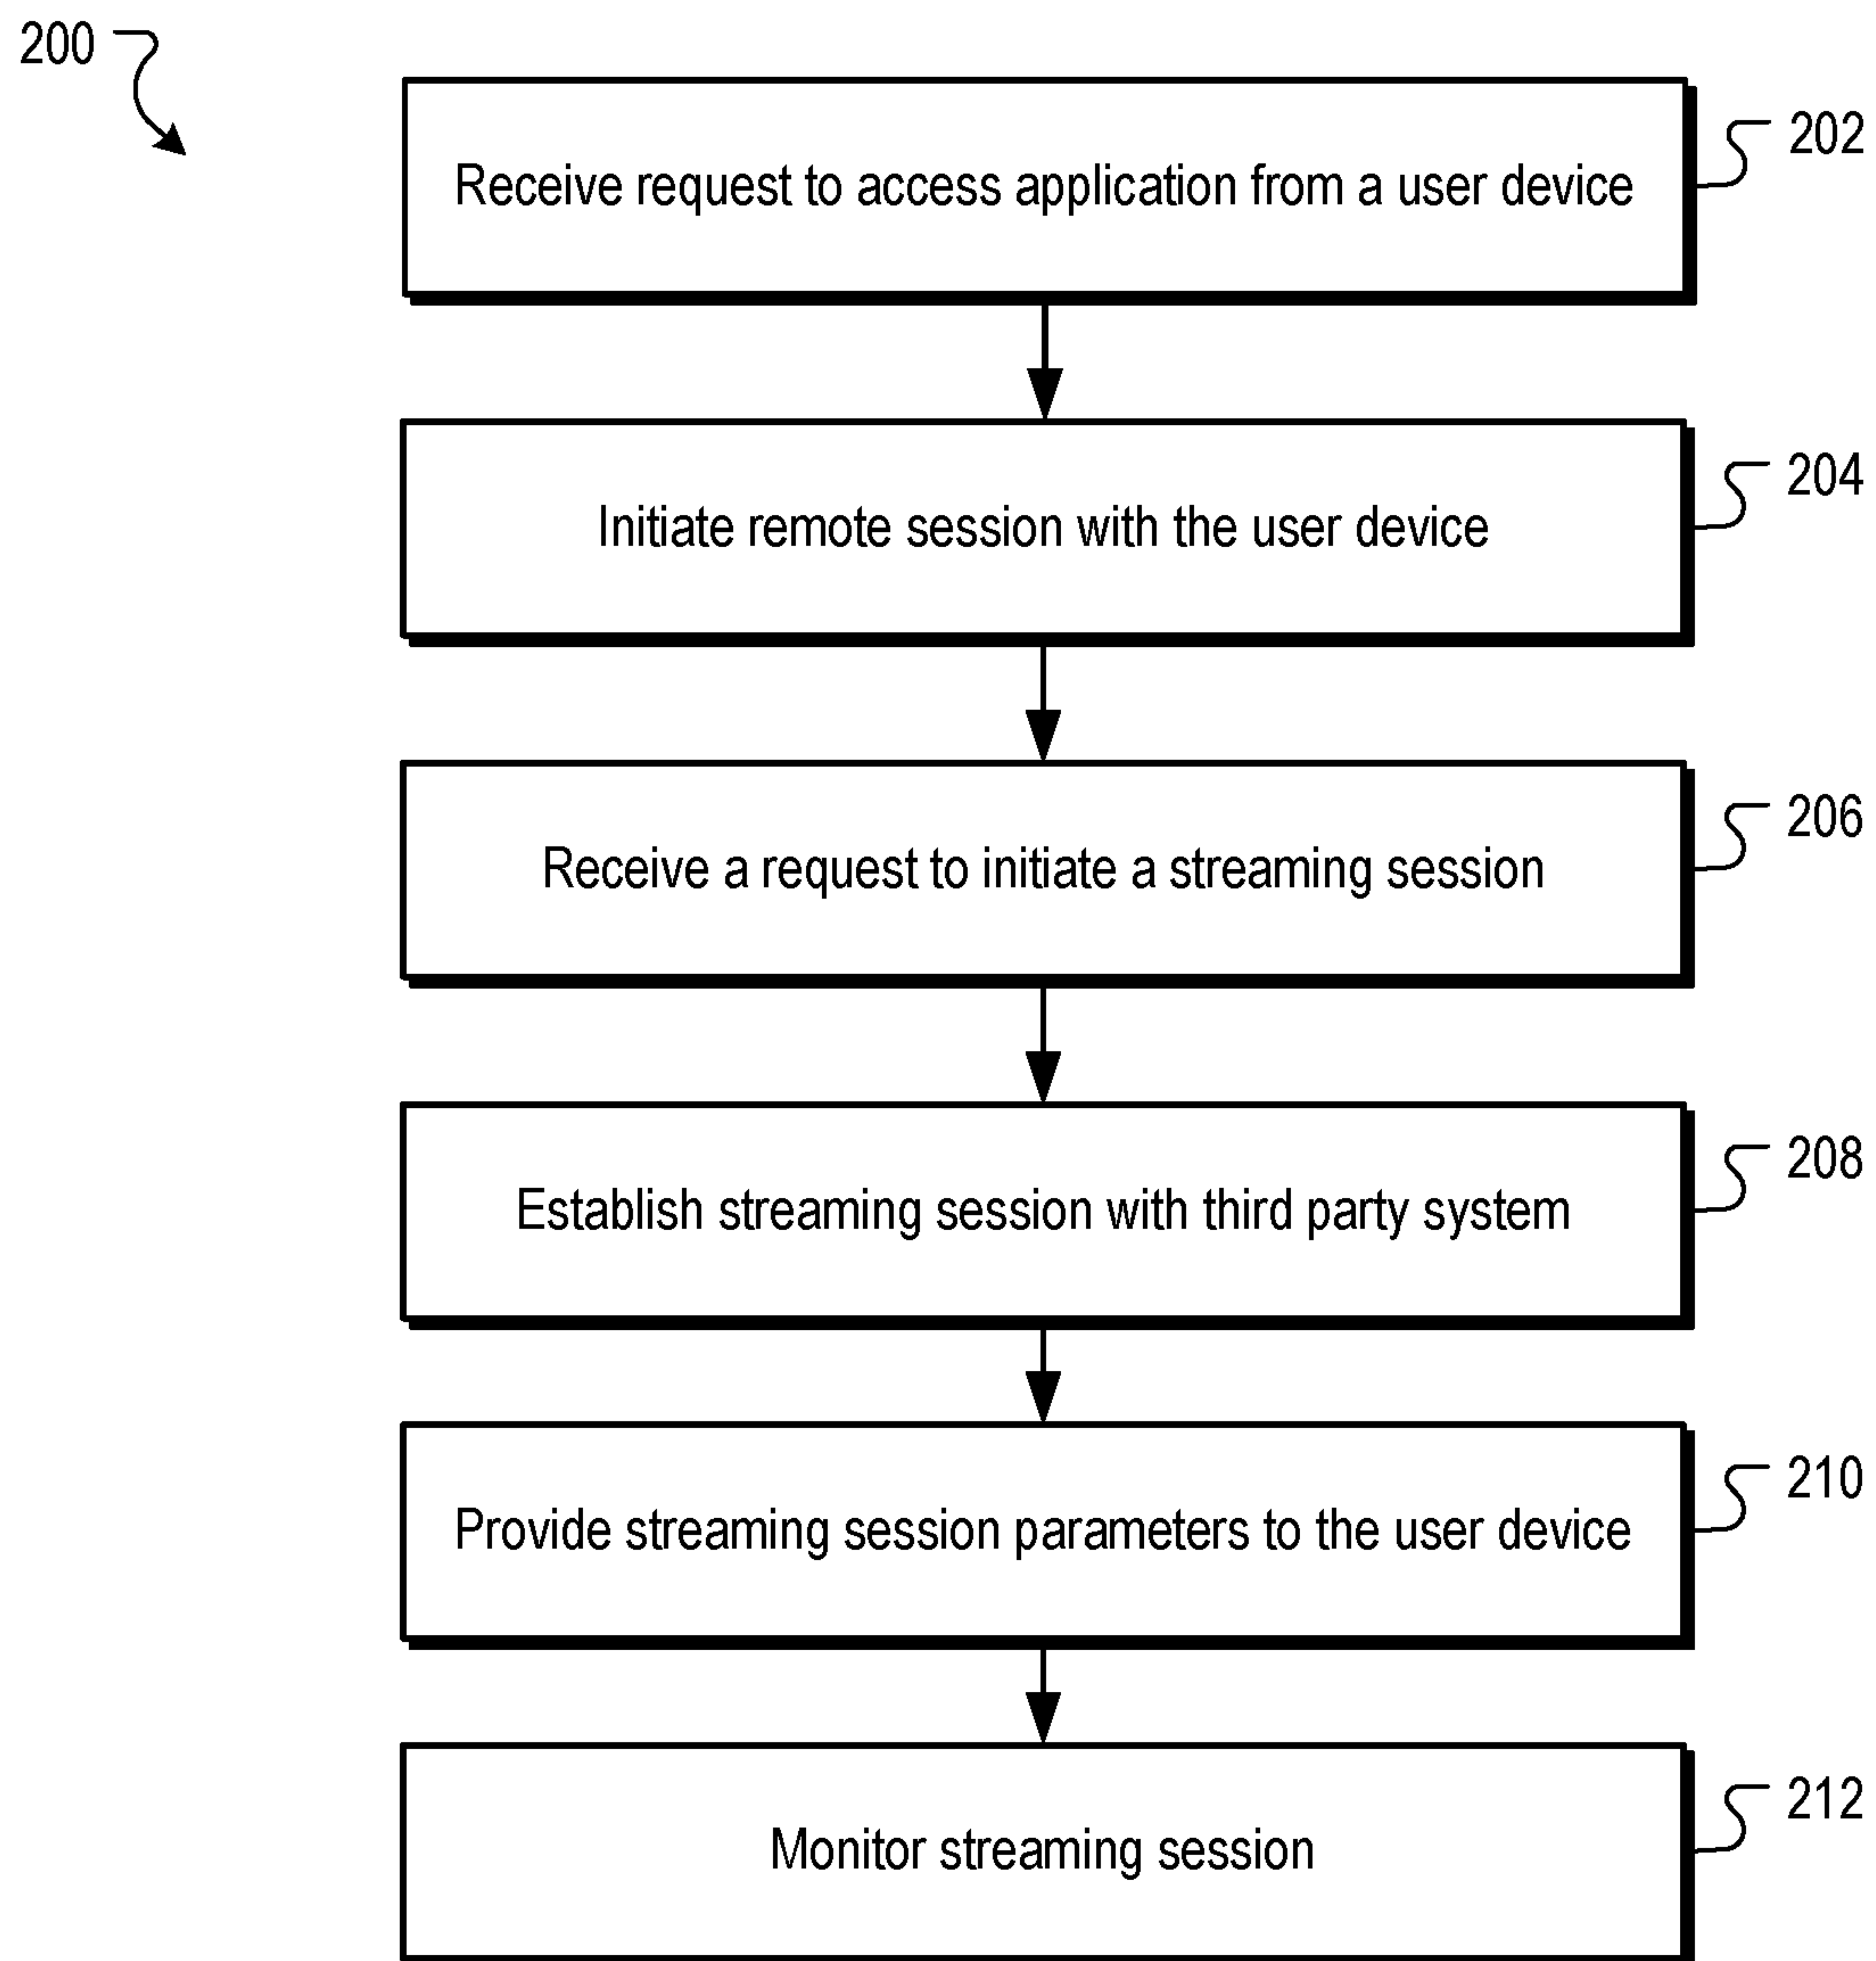 200
Receive request to access application from a user device
202
Initiate remote session with the user device
204
Receive a request to initiate a streaming session
206
Establish streaming session with third party system
208
Provide streaming session parameters to the user device
210
Monitor streaming session
212